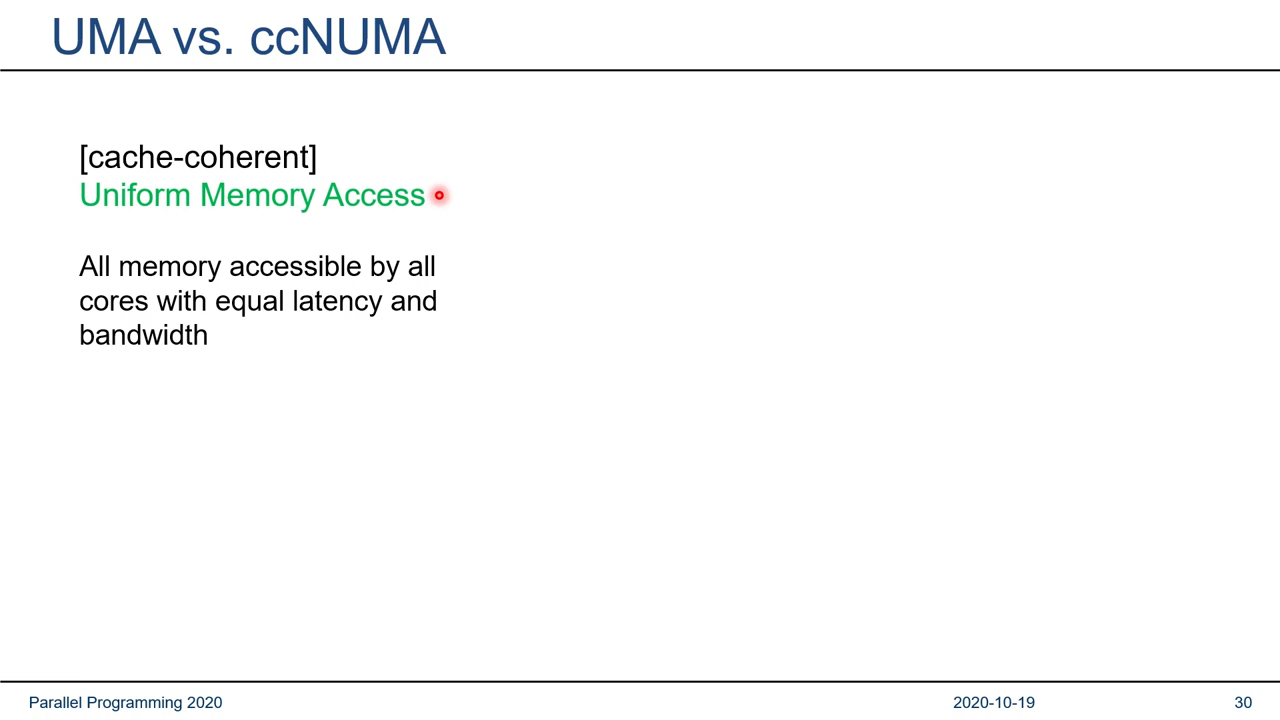 UMA vs. ccNUMA
[cache-coherent]
Uniform Memory Access
All memory accessible by all
cores with equal latency and
bandwidth
Parallel Programming 2020
2020-10-19
30